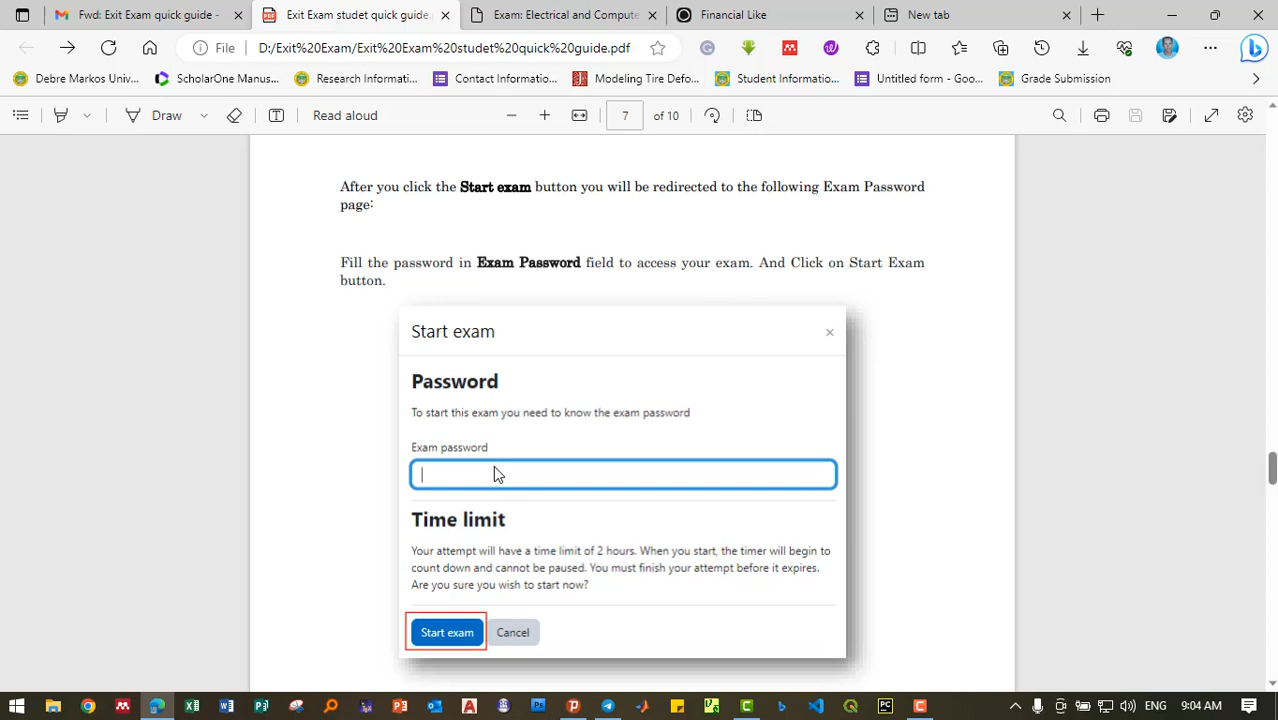 Fwd: Exit Exam quick guide -
Exit Exam studet quick guide.
Exam: Electrical and Compute
Financial Like
New tab
File
D:/Exit%20Exam/Exit%20Exam%20studet%20quick%20guide.pdf
Debre Markos Univ...
ScholarOne Manus...
Research Informati...
Contact Informatio...
Modeling Tire Defo...
Student Informatio...
Untitled form - Goo...
Grade Submission
Draw
Read aloud
7
of 10
After you click the Start exam button you will be redirected to the following Exam Password
page:
Fill the password in Exam Password field to access your exam. And Click on Start Exam
button.
Start exam
Password
To start this exam you need to know the exam password
Exam password
Time limit
Your attempt will have a time limit of 2 hours. When you start, the timer will begin to
count down and cannot be paused. You must finish your attempt before it expires.
Are you sure you wish to start now?
Start exam
Cancel
ENG
9:04 AM